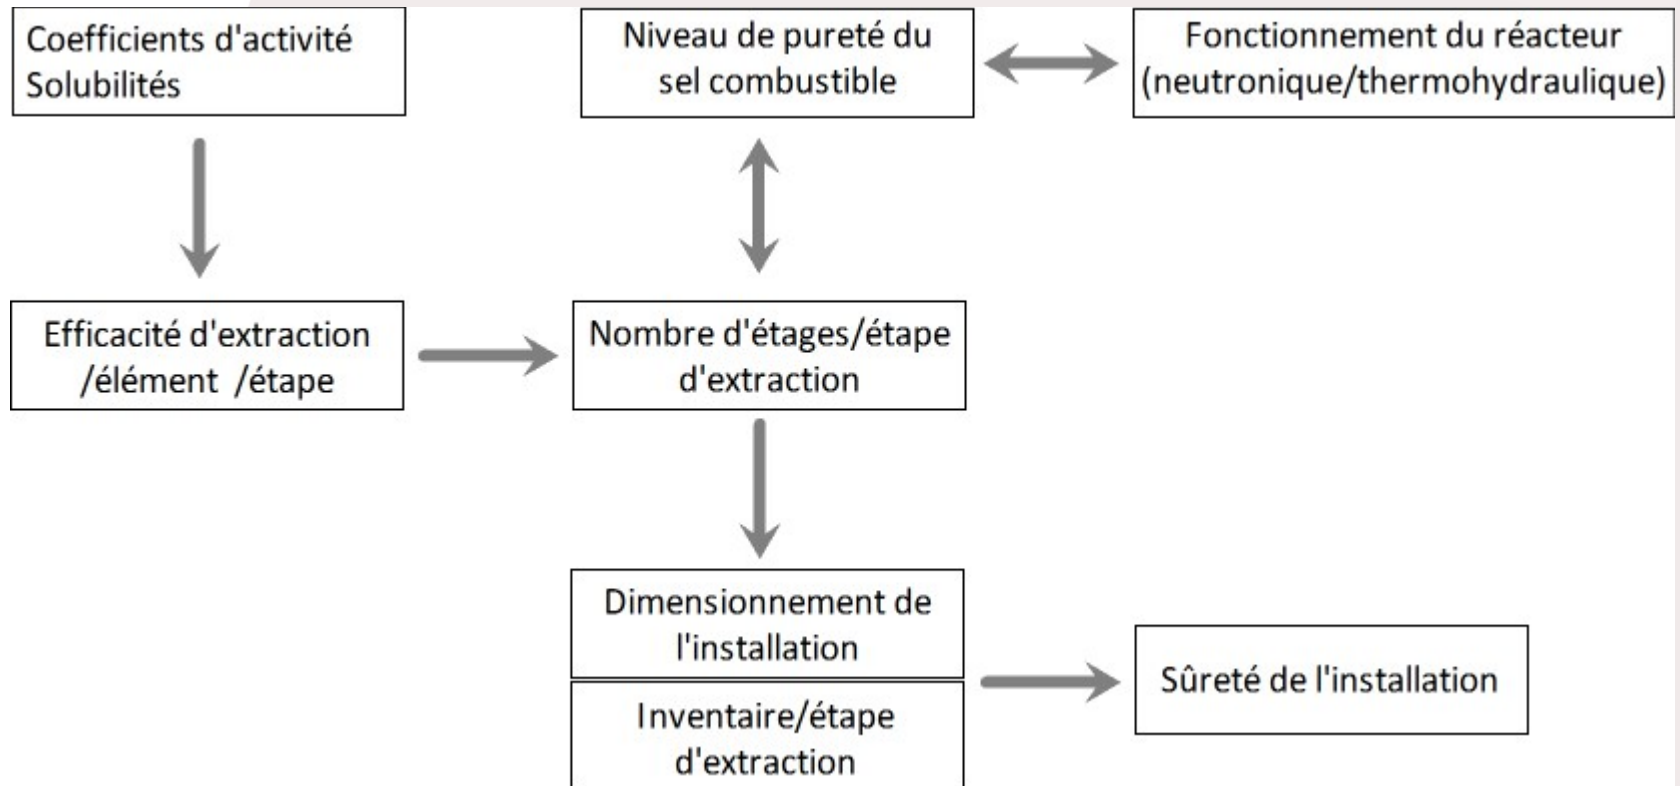 Coefficients d'activité
Solubilités
Niveau de pureté du
sel combustible
Fonctionnement du réacteur
(neutronique/thermohydraulique)
Efficacité d'extraction
/élément /étape
Nombre d'étages/étape
d'extraction
Dimensionnement de
l'installation
Inventaire/étape
d'extraction
Sûreté de l'installation